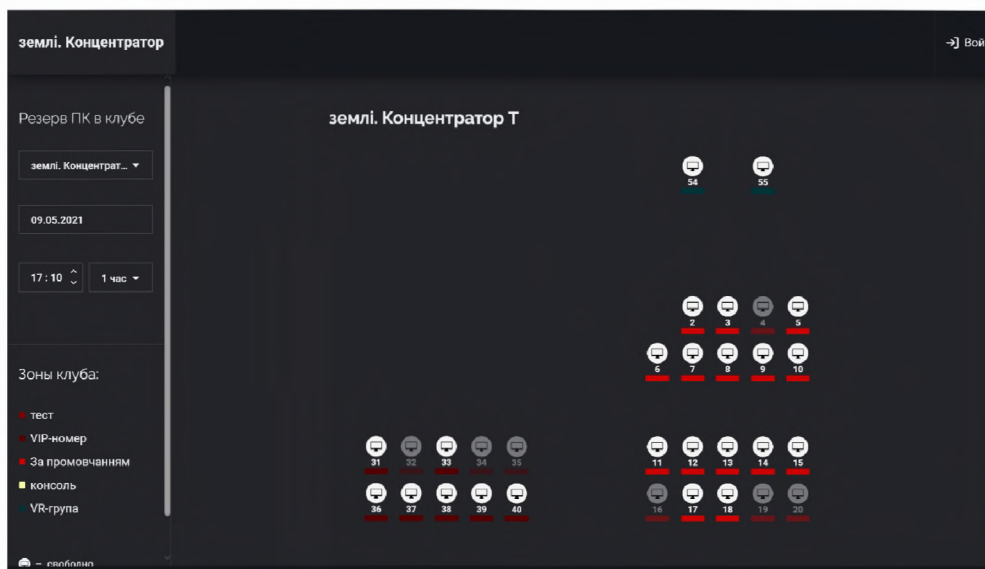 землі. Концентратор
Вой
Резерв ПК в клубе
землі. Концентрат...
09.05.2021
17:10
1 час
Зоны клуба:
тест
VIP-номер
За промовчанням
консоль
VR-група
– свободно
землі. Концентратор Т
54 55
2 3 4 5
6 7 8 9 10
31 32 33 34 35
36 37 38 39 40
11 12 13 14 15
16 17 18 19 20